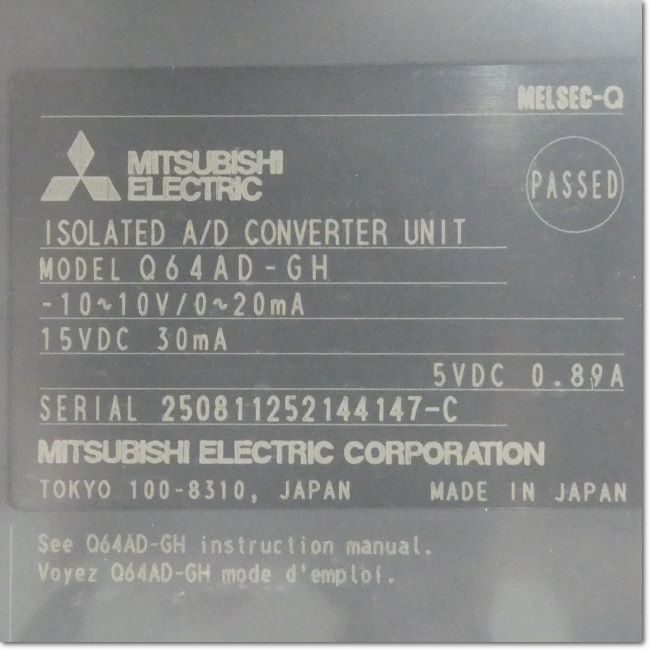 MELSEC-Q
MITSUBISHI
ELECTRIC
PASSED
ISOLATED A/D CONVERTER UNIT
MODEL Q64AD-GH
-10~10V/0~20mA
15VDC 30mA
5VDC 0.89A
SERIAL 250811252144147-C
MITSUBISHI ELECTRIC CORPORATION
TOKYO 100-8310, JAPAN MADE IN JAPAN
See Q64AD-GH instruction manual.
Voyez Q64AD-GH mode d'emploi.